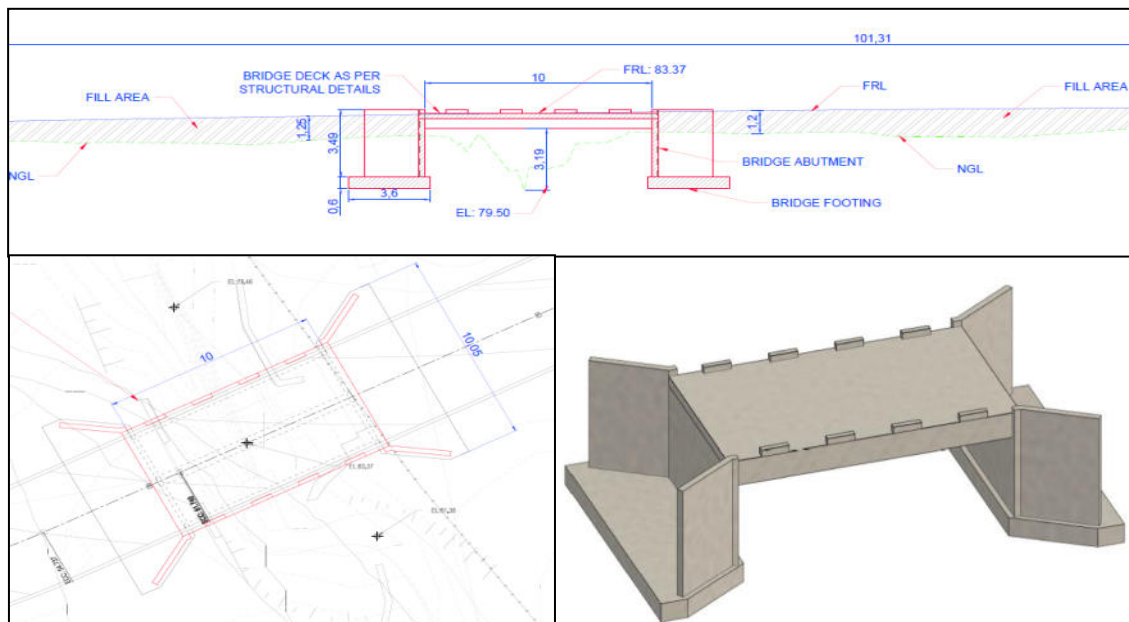 101,31
10
FRL: 83.37
BRIDGE DECK AS PER
STRUCTURAL DETAILS
FILL AREA
FRL
FILL AREA
1,25
3,49
3,19
1,2
BRIDGE ABUTMENT
NGL
NGL
3,6
0,6
EL: 79.50
BRIDGE FOOTING
10
10,05